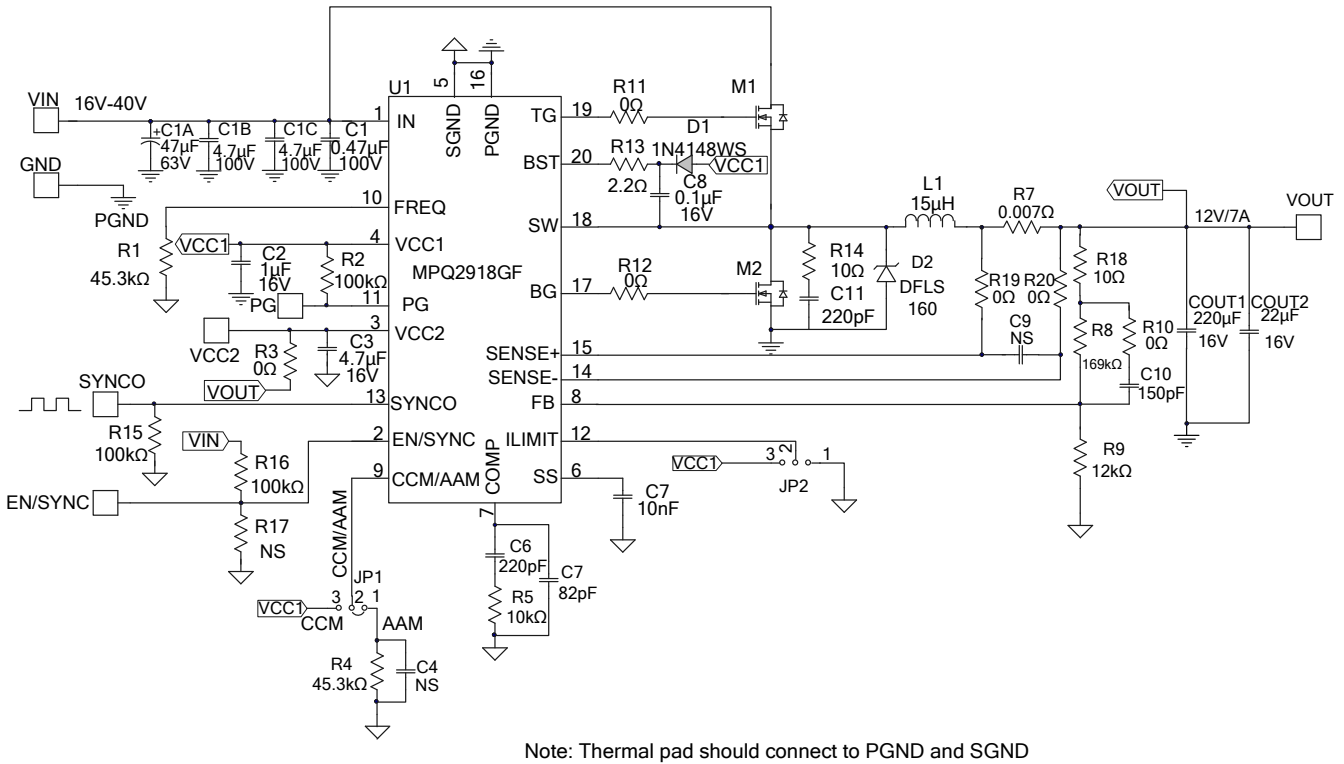 U1
MPQ2918GF
VIN
16V-40V
GND
PGND
+
C1A
47µF
63V
C1B
4.7µF
100V
C1C
4.7µF
100V
C1
0.47µF
100V
5
16
SGND
PGND
1
IN
10
FREQ
4
VCC1
11
PG
3
VCC2
13
SYNCO
2
EN/SYNC
9
CCM/AAM
7
COMP
TG
19
BST
20
SW
18
BG
17
SENSE+
15
SENSE-
14
FB
8
ILIMIT
12
SS
6
R1
45.3kΩ
VCC1
C2
1µF
16V
R2
100kΩ
PG
VCC2
R3
0Ω
C3
4.7µF
16V
VOUT
SYNCO
R15
100kΩ
VIN
R16
100kΩ
EN/SYNC
R17
NS
CCM/AAM
JP1
VCC1
3
2
1
CCM
AAM
R4
45.3kΩ
C4
NS
C6
220pF
R5
10kΩ
C7
82pF
C7
10nF
VCC1
3
2
1
JP2
R11
0Ω
M1
D1
1N4148WS
R13
2.2Ω
VCC1
C8
0.1µF
16V
R12
0Ω
M2
R14
10Ω
C11
220pF
D2
DFLS
160
L1
15µH
R7
0.007Ω
R19
0Ω
R20
0Ω
C9
NS
R18
10Ω
R8
169kΩ
R10
0Ω
C10
150pF
R9
12kΩ
VOUT
12V/7A
VOUT
COUT1
220µF
16V
COUT2
22µF
16V
Note: Thermal pad should connect to PGND and SGND